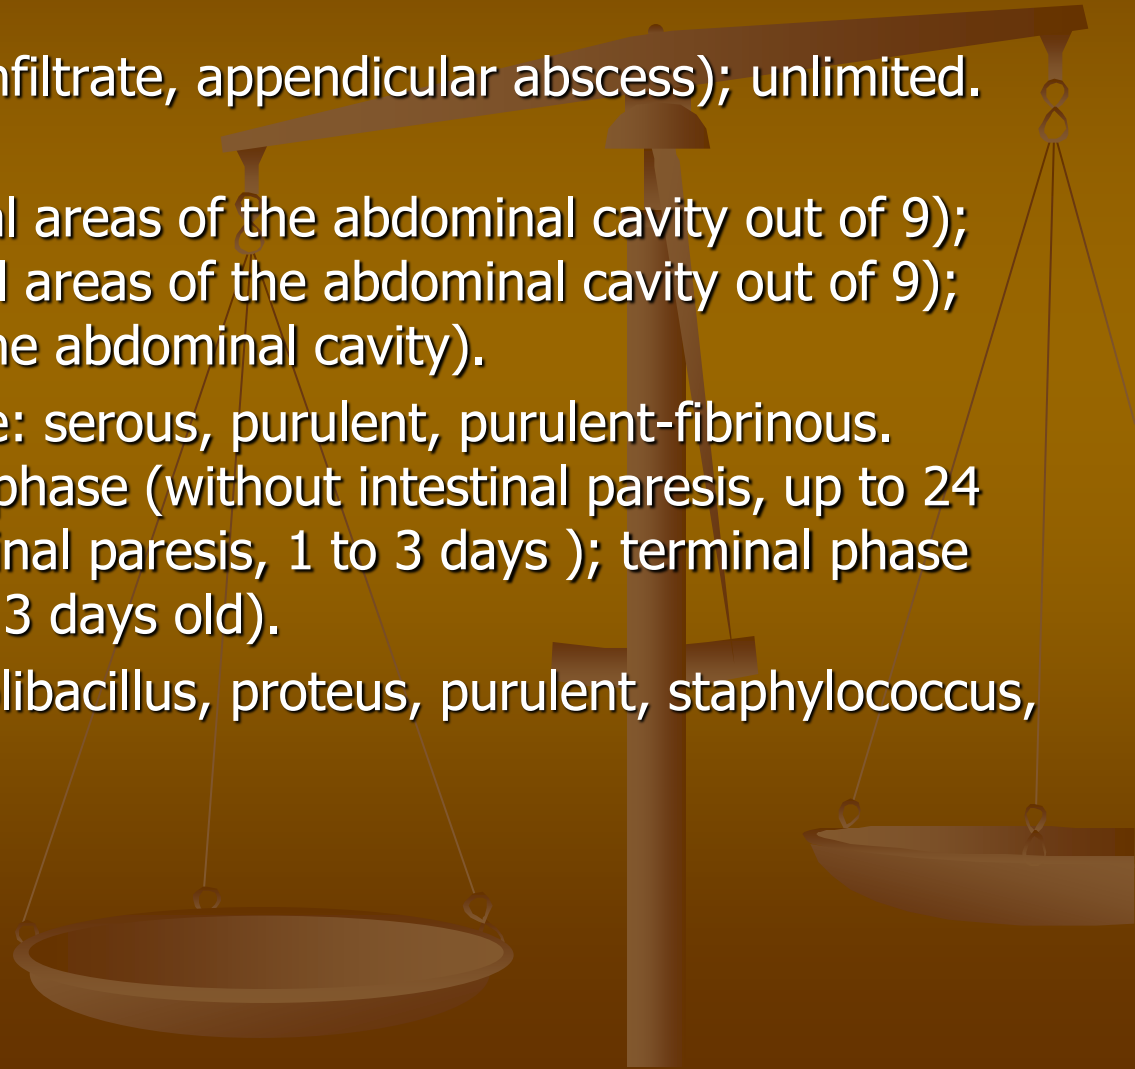 nfiltrate, appendicular abscess); unlimited.
al areas of the abdominal cavity out of 9);
l areas of the abdominal cavity out of 9);
he abdominal cavity).
e: serous, purulent, purulent-fibrinous.
phase (without intestinal paresis, up to 24
inal paresis, 1 to 3 days ); terminal phase
3 days old).
libacillus, proteus, purulent, staphylococcus,